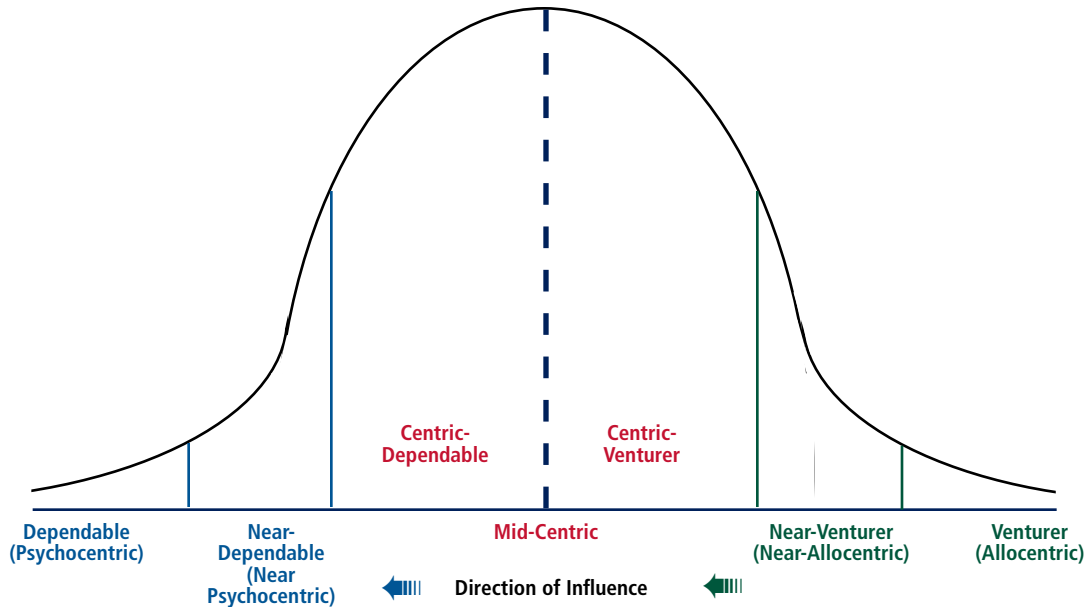 Centric-
Dependable
Centric-
Venturer
Dependable
(Psychocentric)
Near-
Dependable
(Near
Psychocentric)
Mid-Centric
Near-Venturer
(Near-Allocentric)
Venturer
(Allocentric)
Direction of Influence